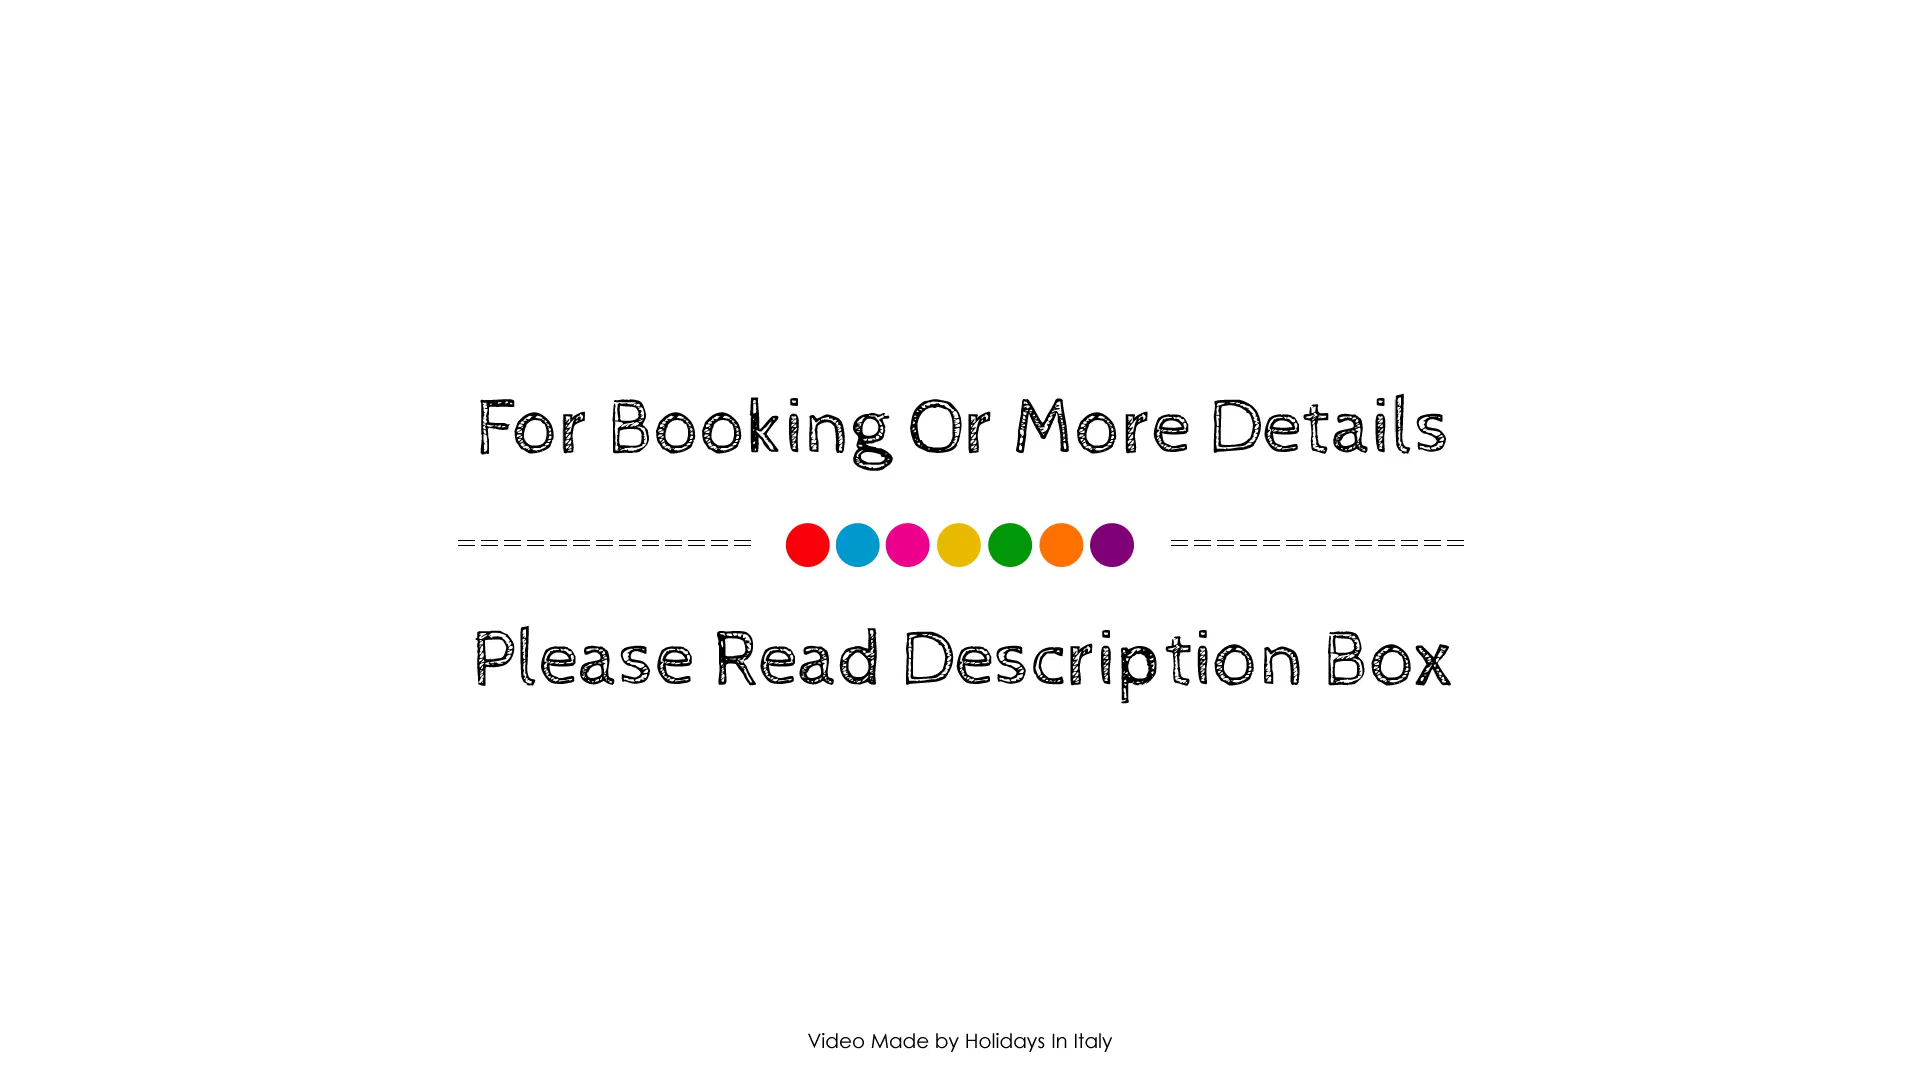 For Booking Or More Details
============= =============
Please Read Description Box
Video Made by Holidays In Italy